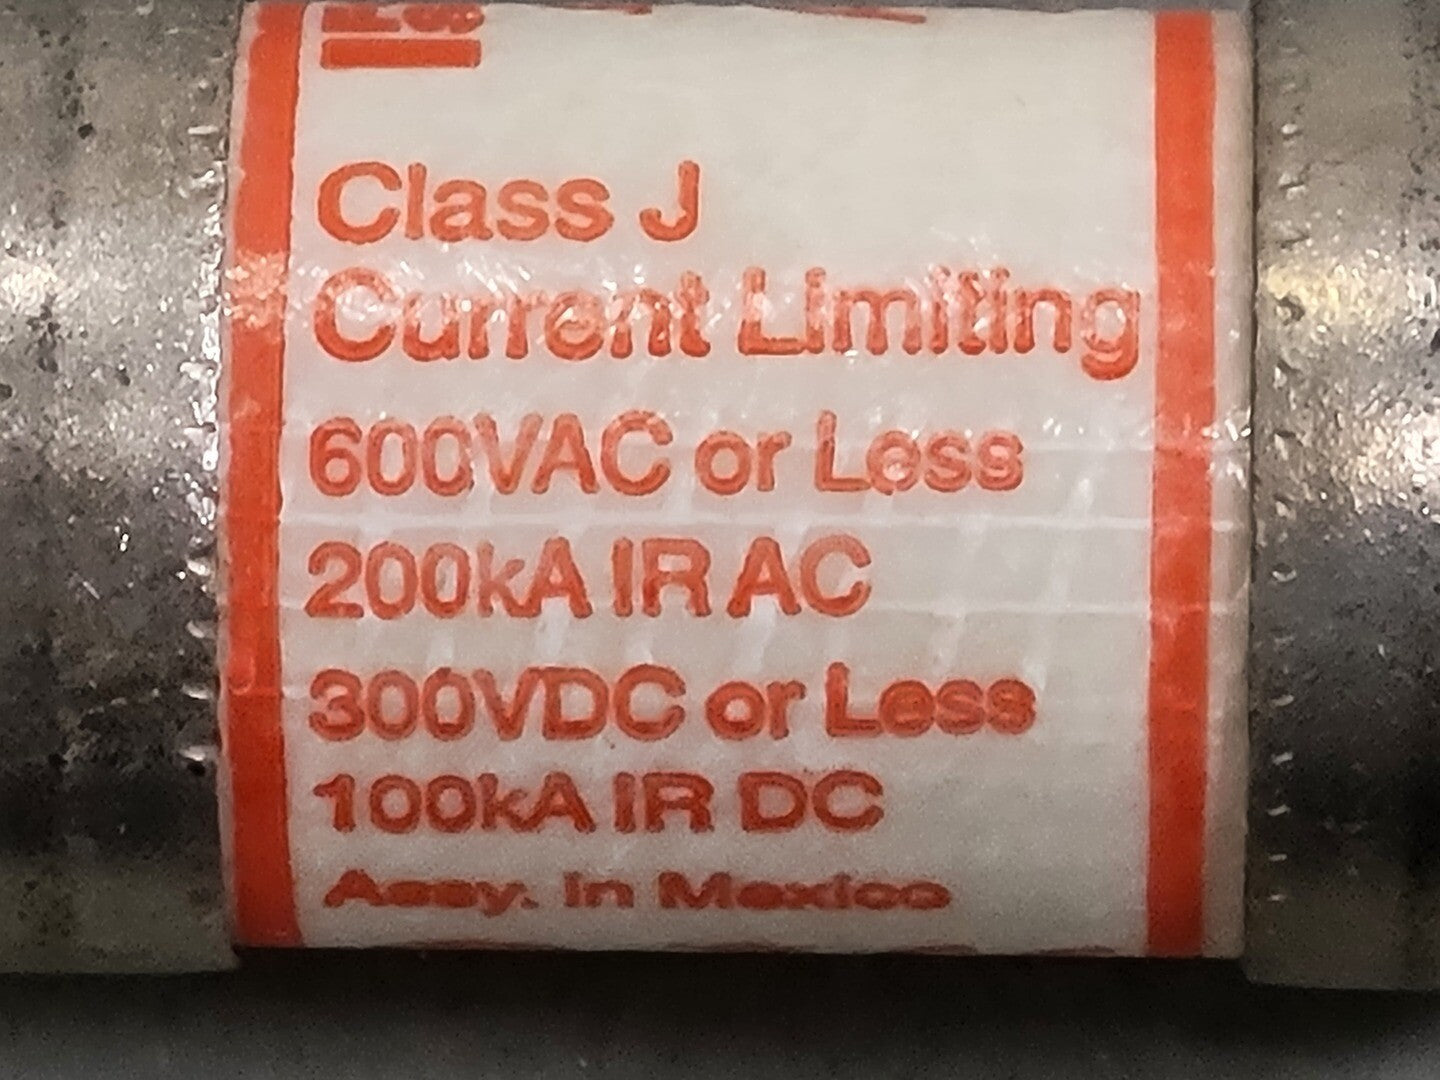 Class J
Current Limiting
600VAC or Less
200kA IR AC
300VDC or Less
100kA IR DC
Assy. in Mexico